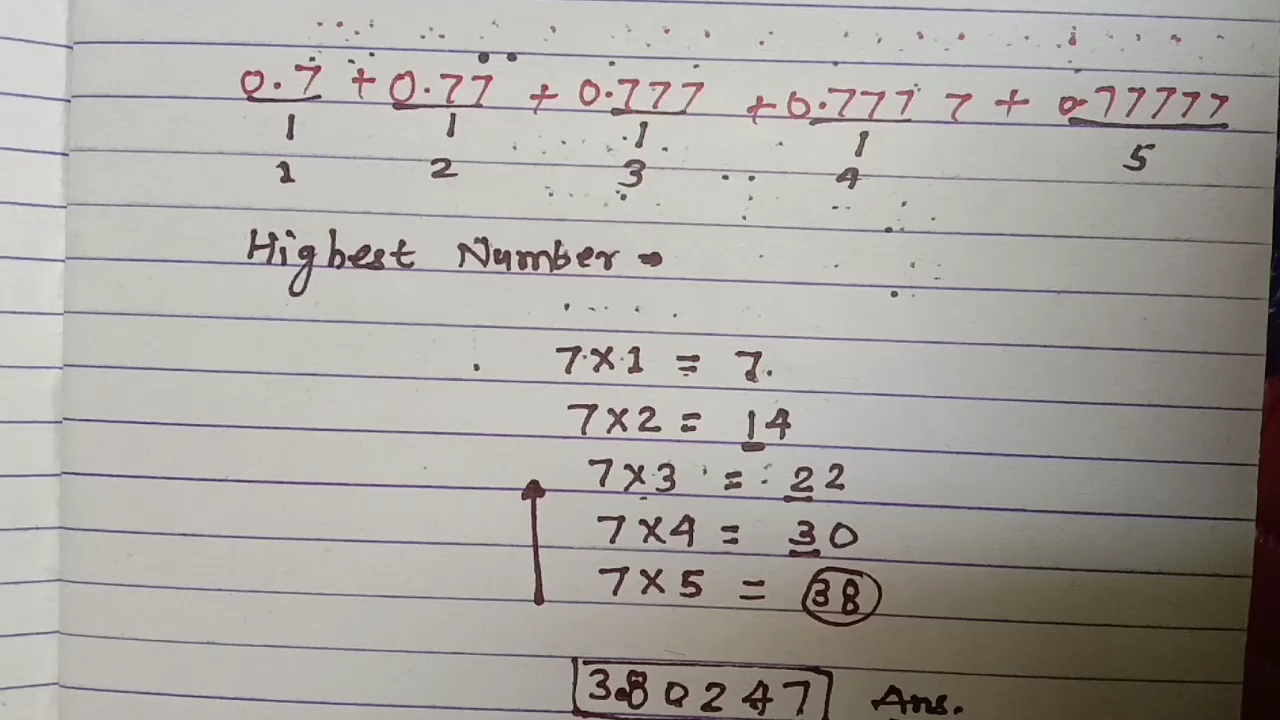 0.7 + 0.77 + 0.777 + 0.777 7 + 0.77777
1 1 1 1
1 2 3 4 5
Highest Number ⇒
7×1 = 7
7×2 = 14
7×3 = 22
7×4 = 30
7×5 = 38
3.80247 Ans.